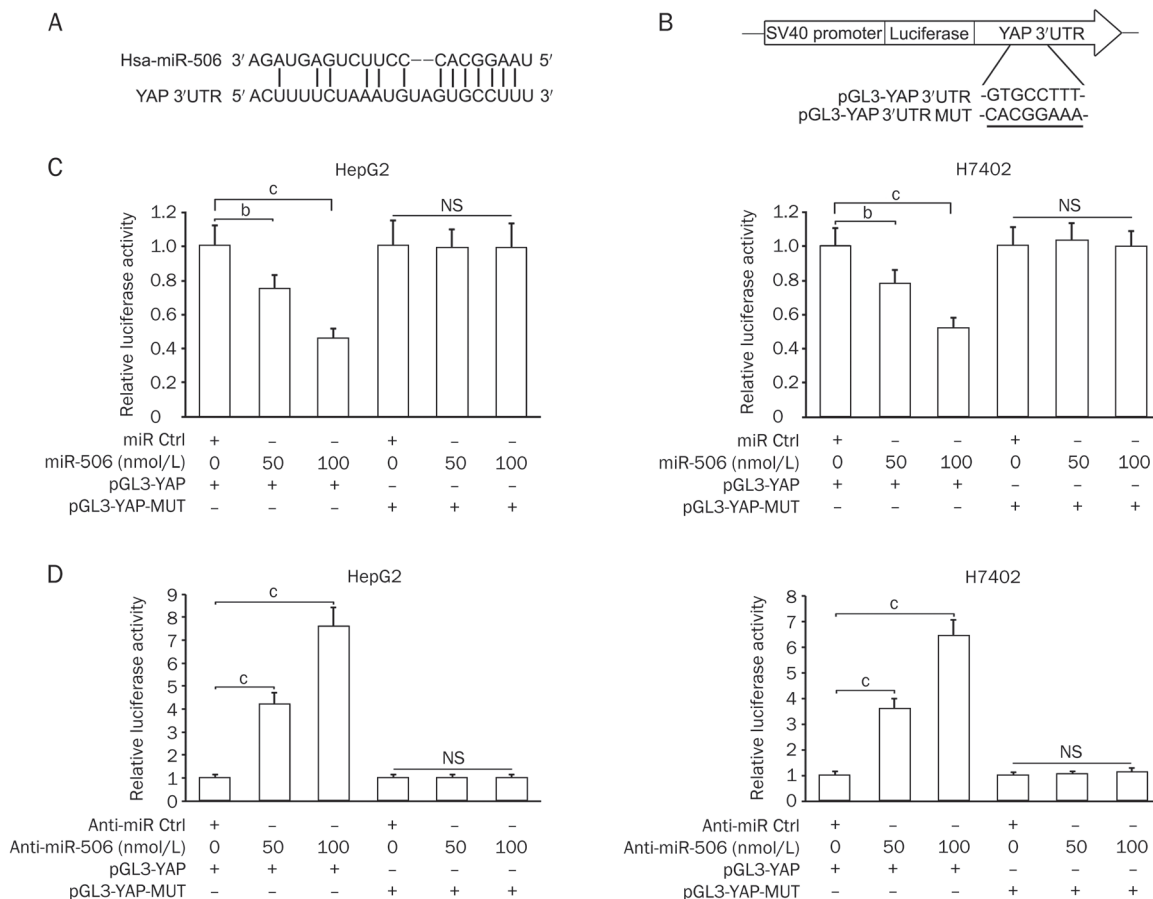 A
Hsa-miR-506 3′ AGAUGAGUCUUCC−−CACGGAAU 5′
YAP 3′UTR 5′ ACUUUUCUAAAUGUAGUGCCUUU 3′
B
SV40 promoter Luciferase YAP 3′UTR
pGL3-YAP 3′UTR -GTGCCTTT-
pGL3-YAP 3′UTR MUT -CACGGAAA-
C
HepG2
Relative luciferase activity
1.2
1.0
0.8
0.6
0.4
0
b
c
NS
miR Ctrl + – – + – –
miR-506 (nmol/L) 0 50 100 0 50 100
pGL3-YAP + + + – – –
pGL3-YAP-MUT – – – + + +
H7402
Relative luciferase activity
1.2
1.0
0.8
0.6
0.4
0
b
c
NS
miR Ctrl + – – + – –
miR-506 (nmol/L) 0 50 100 0 50 100
pGL3-YAP + + + – – –
pGL3-YAP-MUT – – – + + +
D
HepG2
Relative luciferase activity
9
8
7
6
5
4
3
2
1
0
c
c
NS
Anti-miR Ctrl + – – + – –
Anti-miR-506 (nmol/L) 0 50 100 0 50 100
pGL3-YAP + + + – – –
pGL3-YAP-MUT – – – + + +
H7402
Relative luciferase activity
8
7
6
5
4
3
2
1
0
c
c
NS
Anti-miR Ctrl + – – + – –
Anti-miR-506 (nmol/L) 0 50 100 0 50 100
pGL3-YAP + + + – – –
pGL3-YAP-MUT – – – + + +